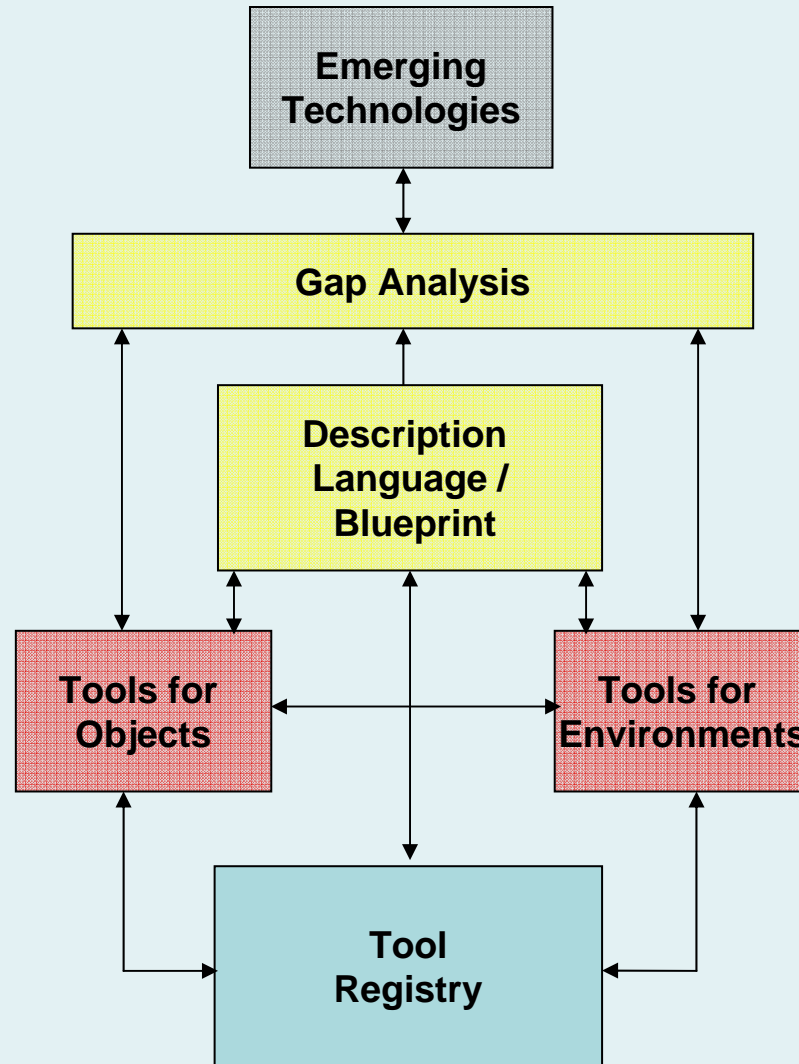 Emerging
Technologies
Gap Analysis
Description
Language /
Blueprint
Tools for
Objects
Tools for
Environments
Tool
Registry